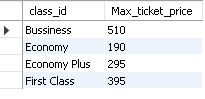 class_id Max_ticket_price
Bussiness 510
Economy 190
Economy Plus 295
First Class 395